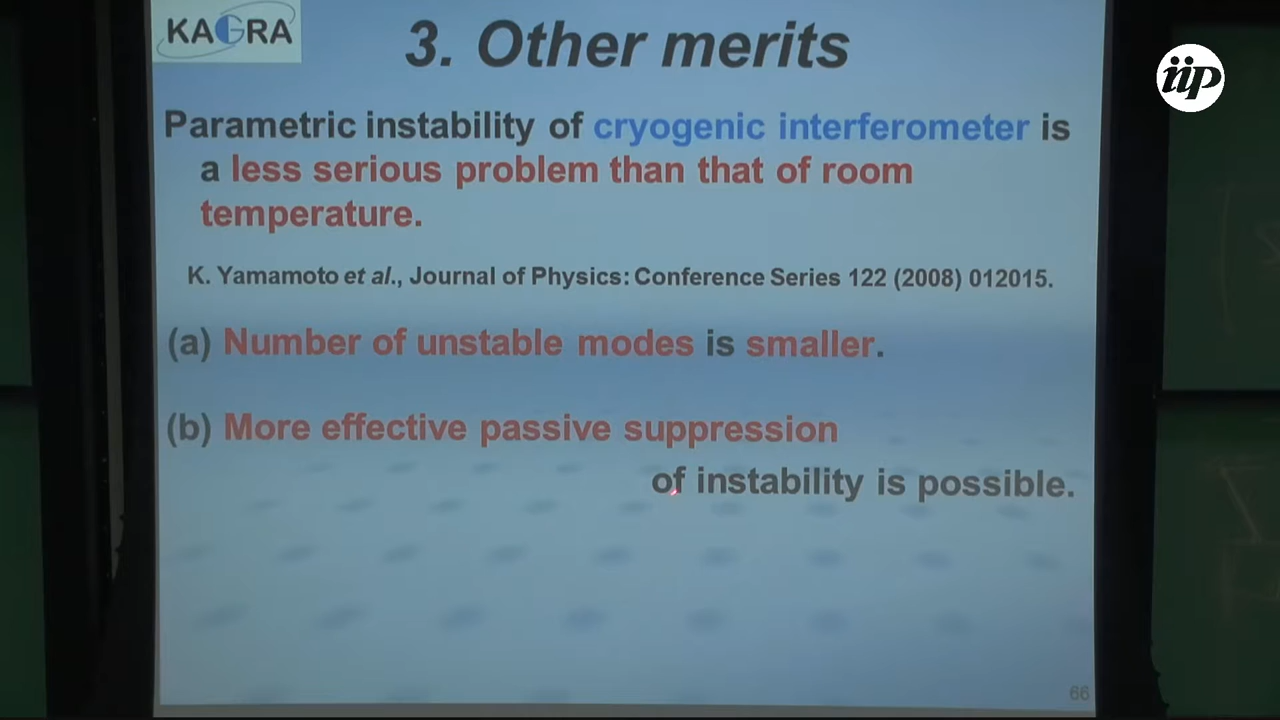 KAGRA
3. Other merits
iip
Parametric instability of cryogenic interferometer is
a less serious problem than that of room
temperature.
K. Yamamoto et al., Journal of Physics: Conference Series 122 (2008) 012015.
(a) Number of unstable modes is smaller.
(b) More effective passive suppression
of instability is possible.
66